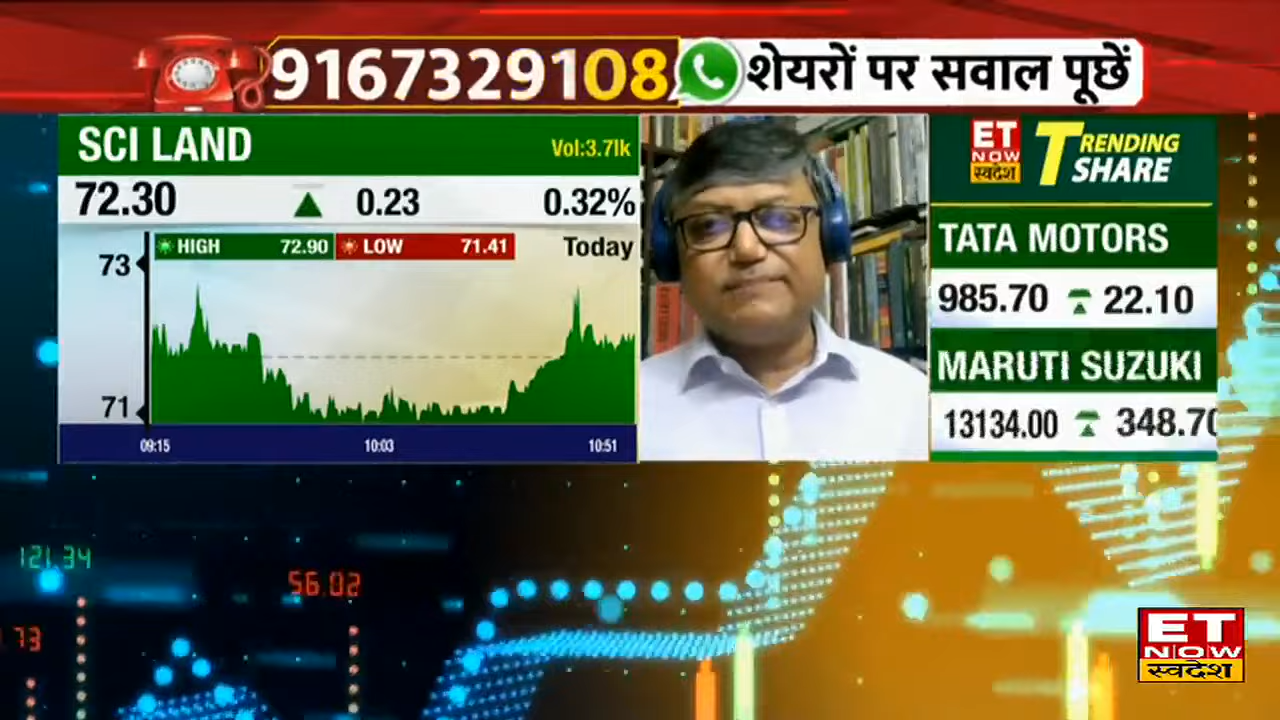 9167329108 शेयरों पर सवाल पूछें
SCI LAND
Vol:3.71k
72.30 ▲ 0.23 0.32%
HIGH 72.90 LOW 71.41 Today
73
71
09:15 10:03 10:51
ET NOW स्वदेश
TRENDING SHARE
TATA MOTORS
985.70 22.10
MARUTI SUZUKI
13134.00 348.70
121.34
56.02
.73
ET
NOW
स्वदेश